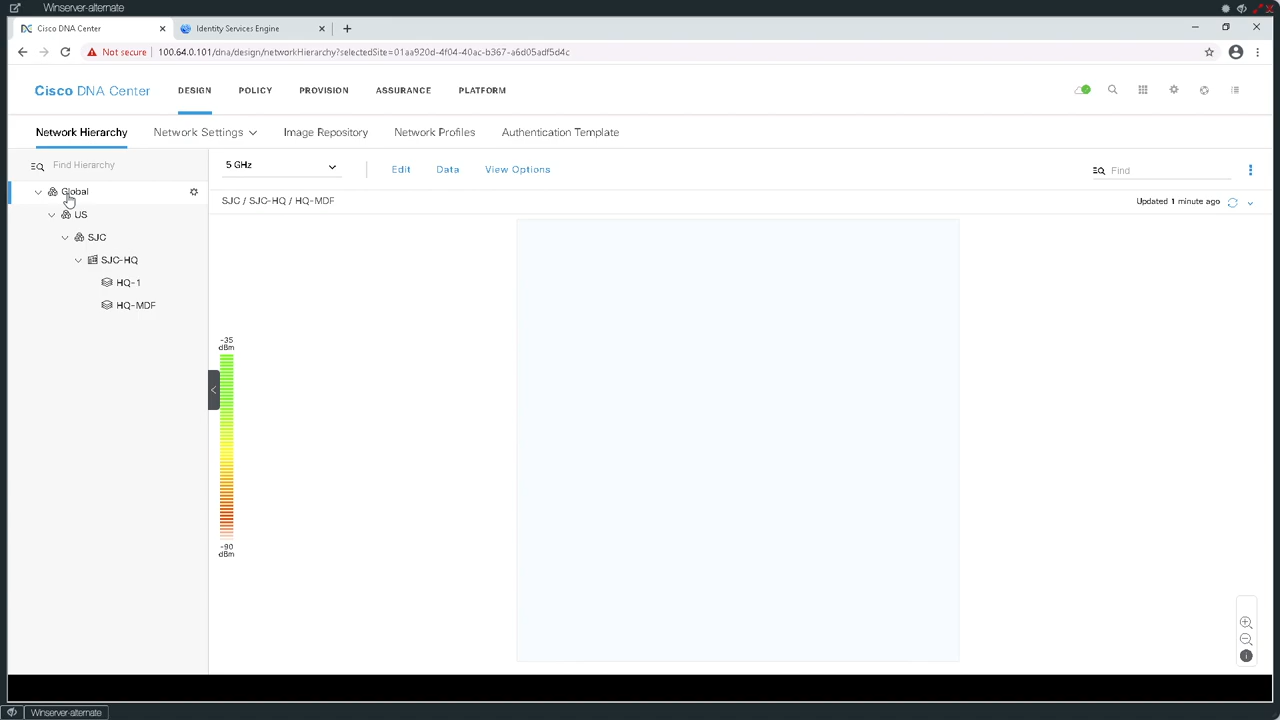 Winserver-alternate
Cisco DNA Center
Identity Services Engine
Not secure
100.64.0.101/dna/design/networkHierarchy?selectedSite=01aa920d-4f04-40ac-b367-a6d05adf5d4c
Cisco DNA Center
DESIGN
POLICY
PROVISION
ASSURANCE
PLATFORM
Network Hierarchy
Network Settings
Image Repository
Network Profiles
Authentication Template
Find Hierarchy
5 GHz
Edit
Data
View Options
Find
Global
SJC / SJC-HQ / HQ-MDF
Updated 1 minute ago
US
SJC
SJC-HQ
HQ-1
HQ-MDF
-35
dBm
-90
dBm
Winserver-alternate